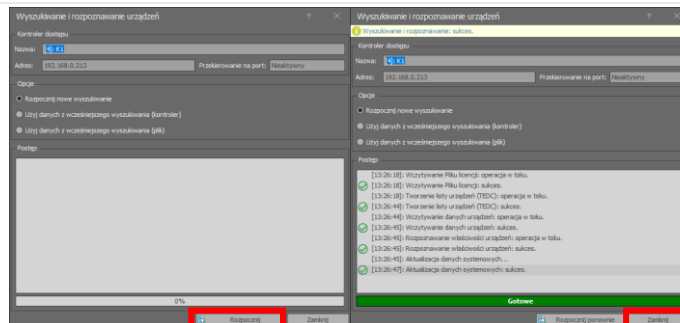 Wyszukiwanie i rozpoznawanie urządzeń
Kontroler dostępu
Nazwa: [4]: K1
Adres: 192.168.0.213 Przekierowanie na port: Nieaktywny
Opcje
Rozpocznij nowe wyszukiwanie
Użyj danych z wcześniejszego wyszukiwania (kontroler)
Użyj danych z wcześniejszego wyszukiwania (plik)
Postęp
0%
Rozpocznij Zamknij
Wyszukiwanie i rozpoznawanie urządzeń
Wyszukiwanie i rozpoznawanie: sukces.
Kontroler dostępu
Nazwa: [4]: K1
Adres: 192.168.0.213 Przekierowanie na port: Nieaktywny
Opcje
Rozpocznij nowe wyszukiwanie
Użyj danych z wcześniejszego wyszukiwania (kontroler)
Użyj danych z wcześniejszego wyszukiwania (plik)
Postęp
[13:26:18]: Wczytywanie Pliku licencji: operacja w toku.
[13:26:18]: Wczytywanie Pliku licencji: sukces.
[13:26:18]: Tworzenie listy urządzeń (TEDC): operacja w toku.
[13:26:44]: Tworzenie listy urządzeń (TEDC): sukces.
[13:26:44]: Wczytywanie danych urządzeń: operacja w toku.
[13:26:45]: Wczytywanie danych urządzeń: sukces.
[13:26:45]: Rozpoznawanie właściwości urządzeń: operacja w toku.
[13:26:45]: Rozpoznawanie właściwości urządzeń: sukces.
[13:26:45]: Aktualizacja danych systemowych...
[13:26:47]: Aktualizacja danych systemowych: sukces.
Gotowe
Rozpocznij ponownie Zamknij